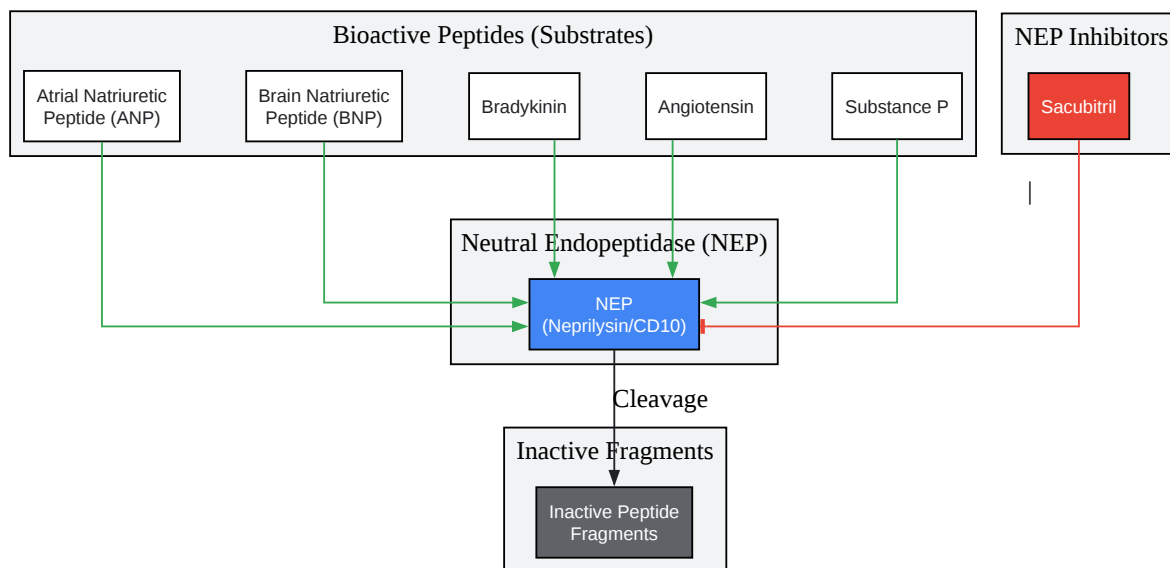 Bioactive Peptides (Substrates)
NEP Inhibitors
Atrial Natriuretic
Peptide (ANP)
Brain Natriuretic
Peptide (BNP)
Bradykinin
Angiotensin
Substance P
Sacubitril
|
Neutral Endopeptidase (NEP)
NEP
(Neprilysin/CD10)
Cleavage
Inactive Fragments
Inactive Peptide
Fragments